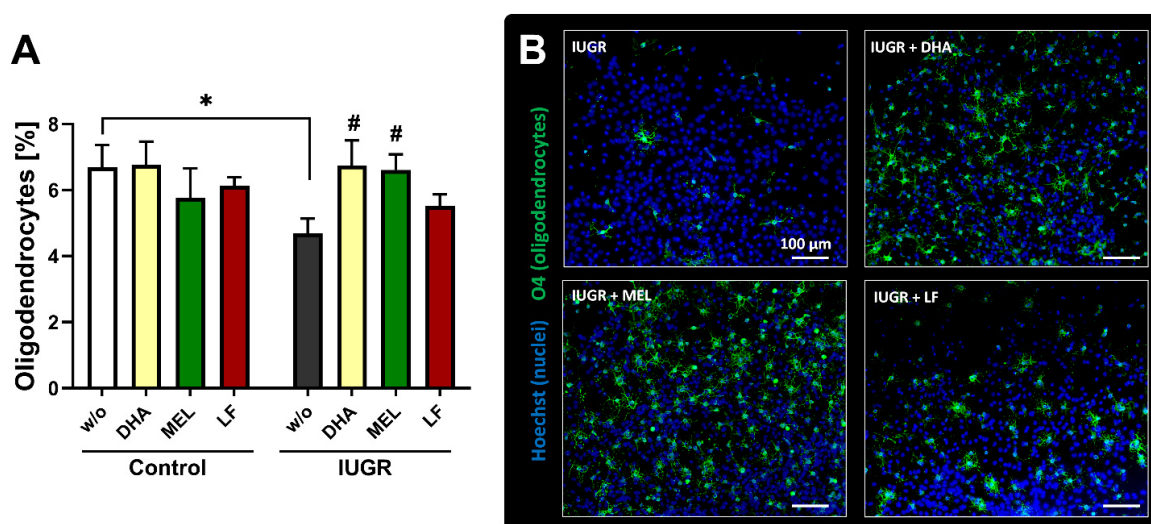 A
*
# #
Oligodendrocytes [%]
8
6
4
2
0
w/o DHA MEL LF w/o DHA MEL LF
Control IUGR
B
Hoechst (nuclei) O4 (oligodendrocytes)
IUGR
100 µm
IUGR + DHA
IUGR + MEL
IUGR + LF